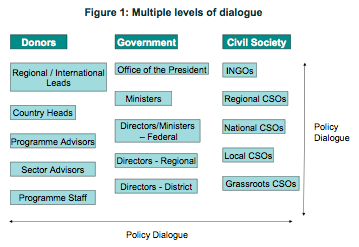 Figure 1: Multiple levels of dialogue
Donors
Government
Civil Society
Regional / International
Leads
Country Heads
Programme Advisors
Sector Advisors
Programme Staff
Office of the President
Ministers
Directors/Ministers
– Federal
Directors - Regional
Directors - District
INGOs
Regional CSOs
National CSOs
Local CSOs
Grassroots CSOs
Policy
Dialogue
Policy Dialogue